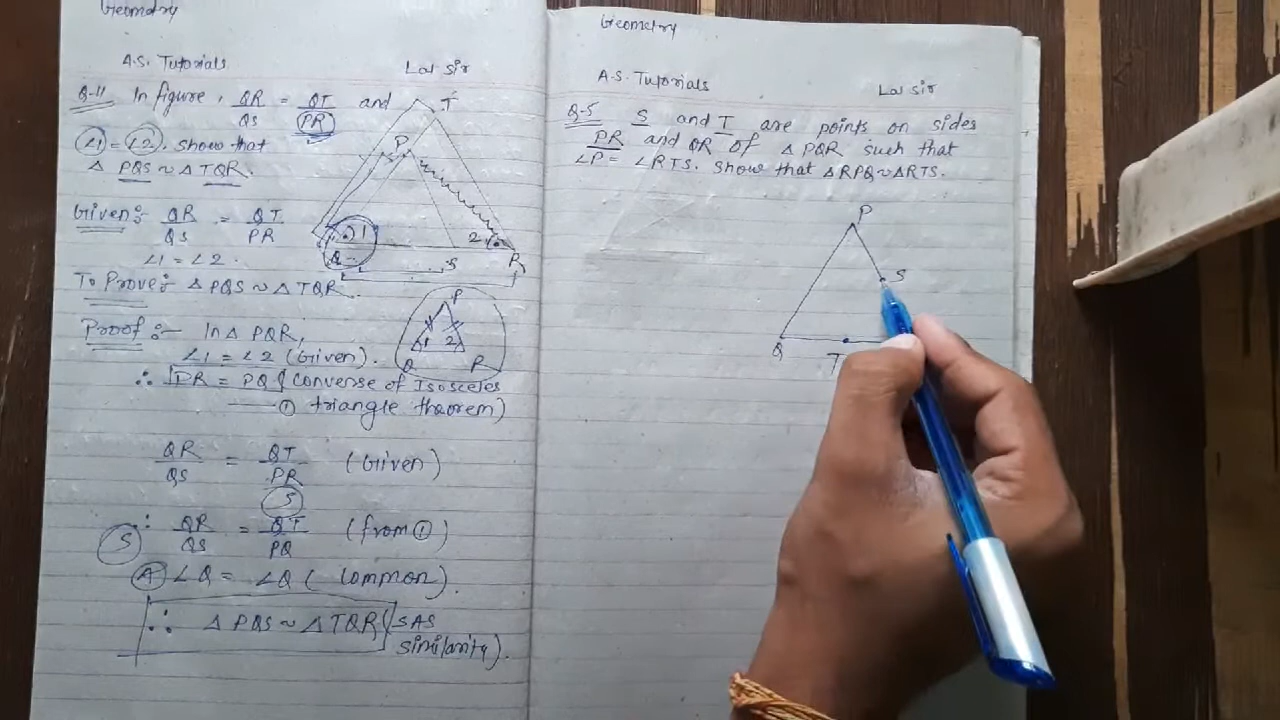 Geometry
A.S. Tutorials Lal Sir
Q-11 In figure, QR/QS = QT/PR and
∠1 = ∠2. Show that
△ PQS ~ △ TQR.
Given :- QR/QS = QT/PR
∠1 = ∠2.
To Prove :- △ PQS ~ △ TQR.
Proof :- In △ PQR,
∠1 = ∠2 (Given).
∴ PR = PQ (Converse of Isosceles
① triangle theorem)
QR/QS = QT/PR (Given)
S
∴ QR/QS = QT/PQ (from ①)
S
A ∠Q = ∠Q (Common).
∴ △ PQS ~ △ TQR (SAS
Similarity).
T
P
1
2
Q
S
R
P
1 2
Q R
Geometry
A.S. Tutorials Lal Sir
Q-5 S and T are points on sides
PR and QR of △ PQR such that
∠P = ∠RTS. Show that △RPQ ~ △RTS.
P
S
Q T